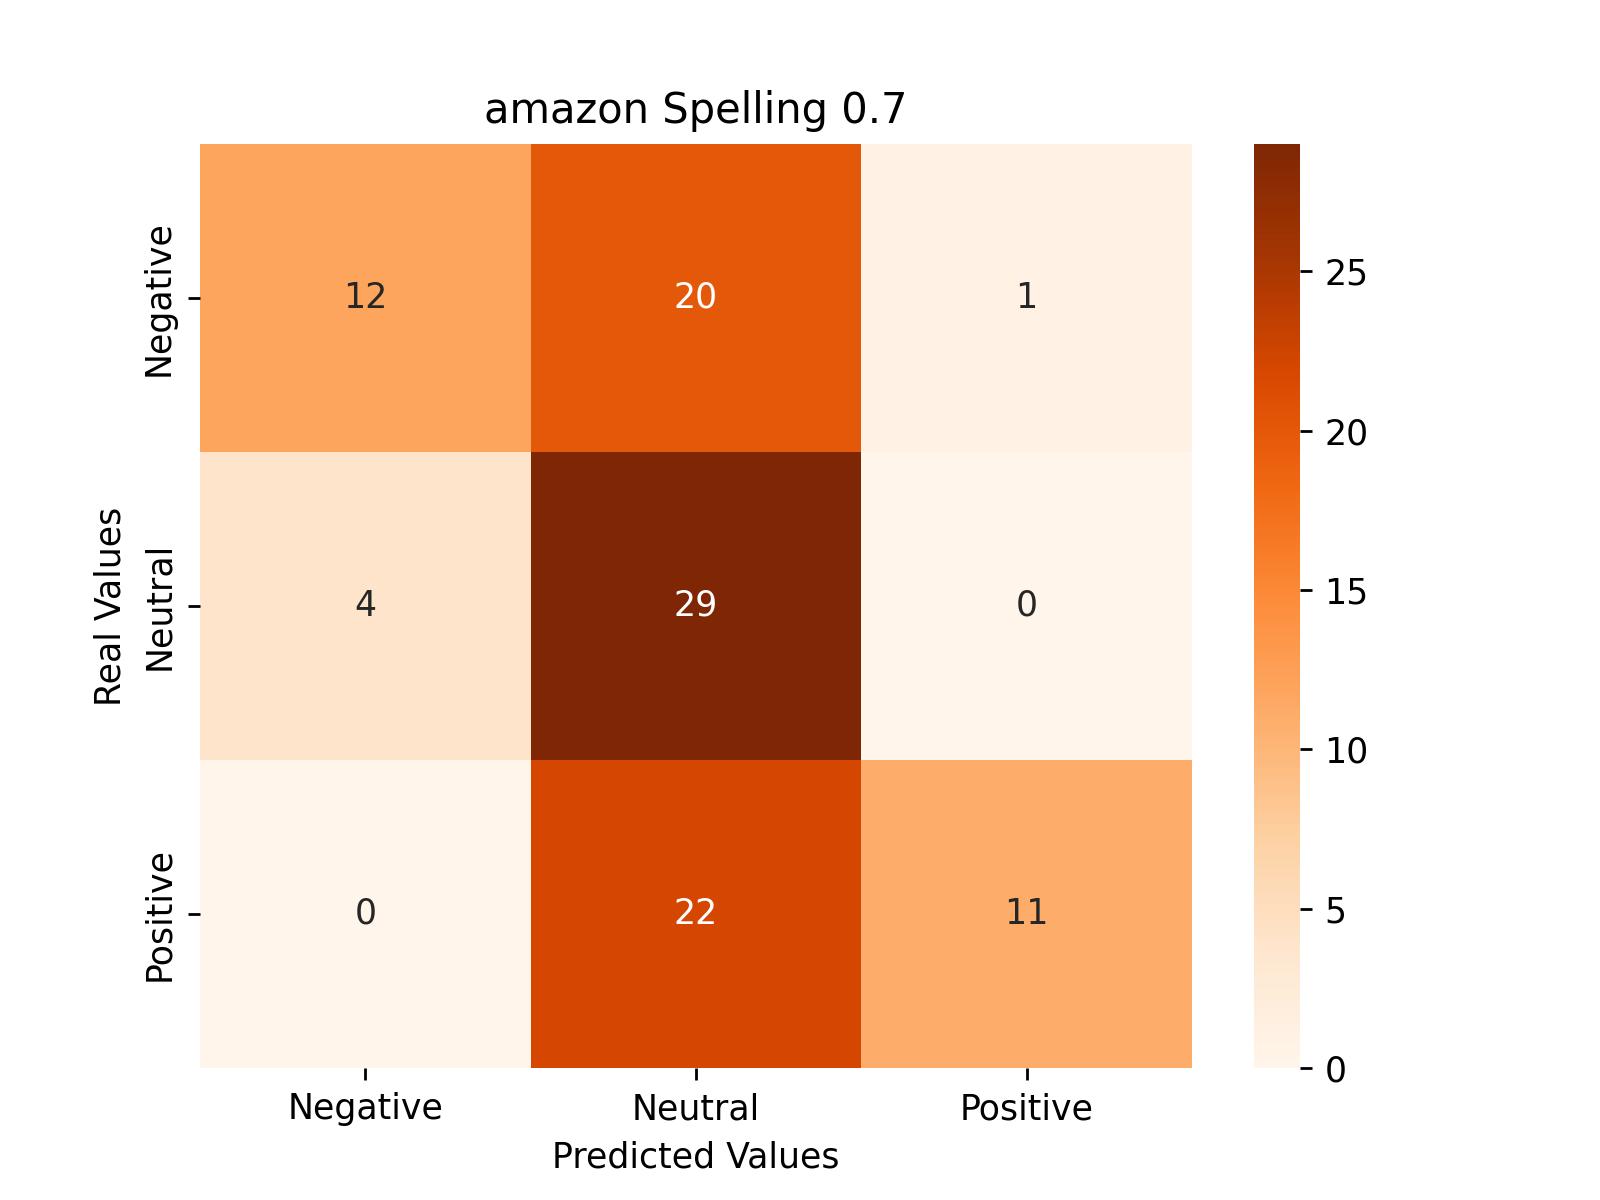 amazon Spelling 0.7
Real Values
Negative
12 20 1
Neutral
4 29 0
Positive
0 22 11
Negative Neutral Positive
Predicted Values
25
20
15
10
5
0